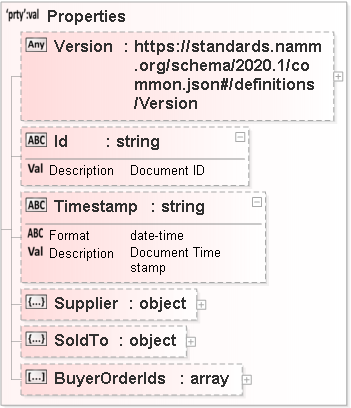 'prty':val Properties
Any Version : https://standards.namm
.org/schema/2020.1/co
mmon.json#/definitions
/Version
ABC Id : string
Val Description Document ID
ABC Timestamp : string
ABC Format date-time
Val Description Document Time
stamp
{...} Supplier : object
{...} SoldTo : object
[...] BuyerOrderIds : array